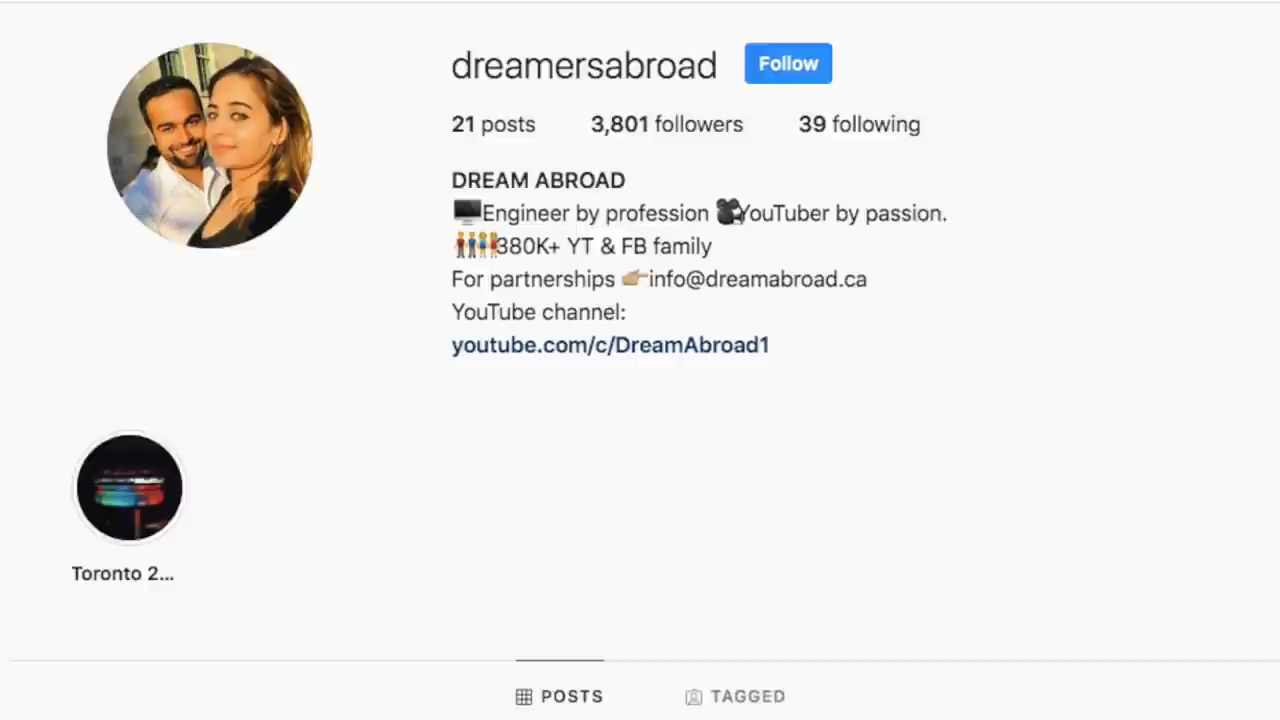 dreamersabroad Follow
21 posts 3,801 followers 39 following
DREAM ABROAD
🖥️Engineer by profession 🎥YouTuber by passion.
👬👭380K+ YT & FB family
For partnerships 👉🏼info@dreamabroad.ca
YouTube channel:
youtube.com/c/DreamAbroad1
Toronto 2...
POSTS TAGGED